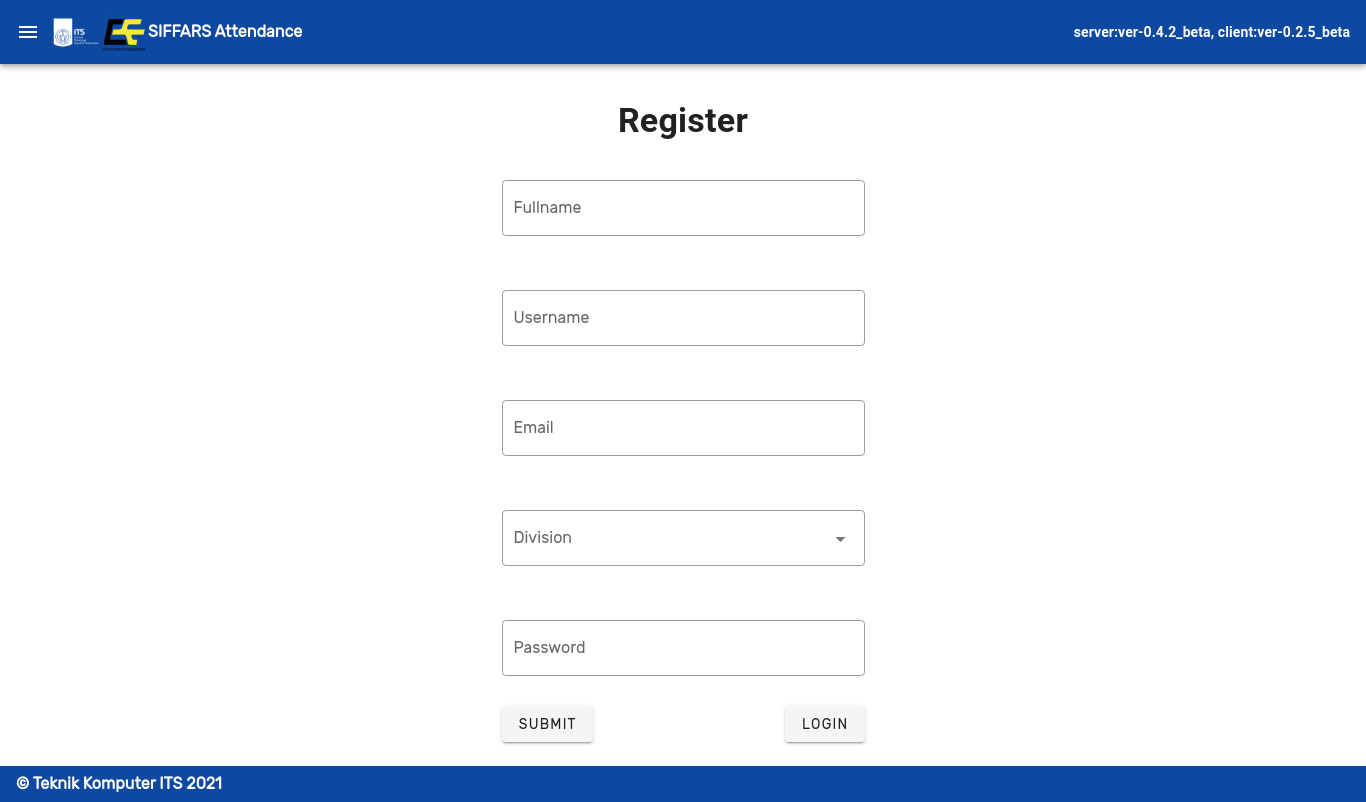 ITS
SIFFARS Attendance
server:ver-0.4.2_beta, client:ver-0.2.5_beta
Register
Fullname
Username
Email
Division
Password
SUBMIT
LOGIN
© Teknik Komputer ITS 2021